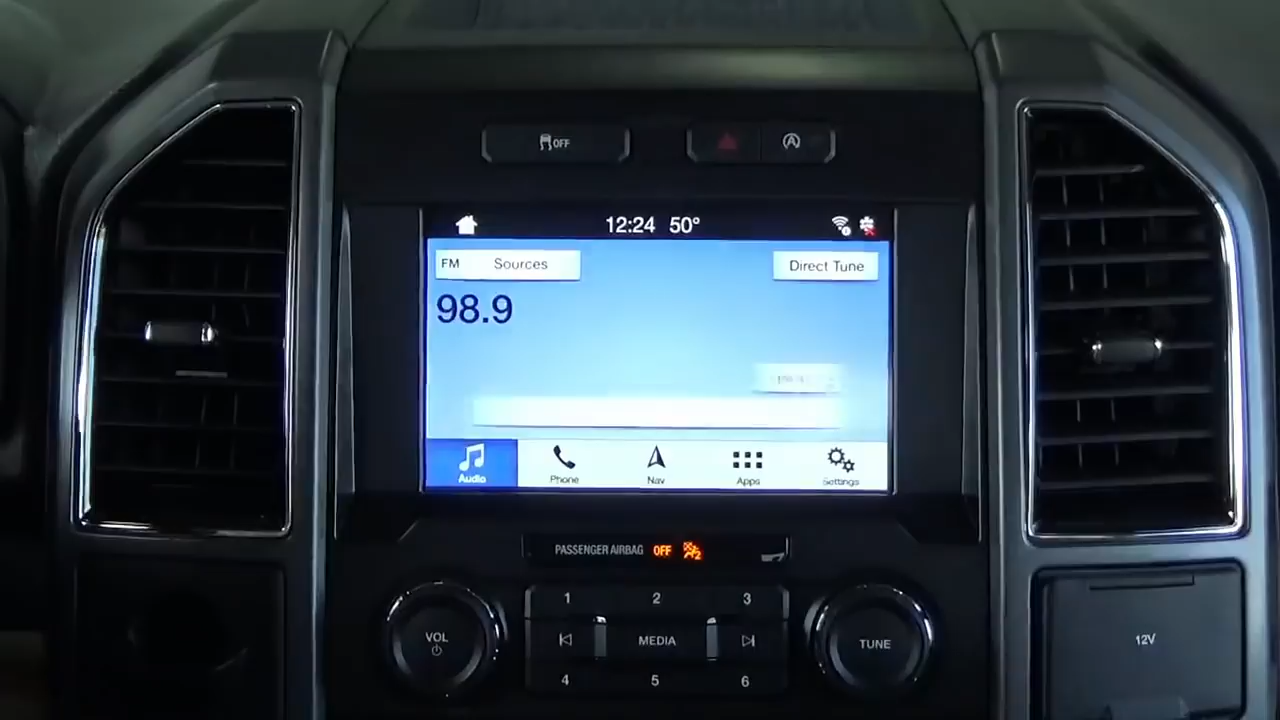 OFF
12:24 50°
FM Sources
Direct Tune
98.9
Audio Phone Nav Apps Settings
PASSENGER AIRBAG OFF
1 2 3
VOL
MEDIA
TUNE
4 5 6
12V